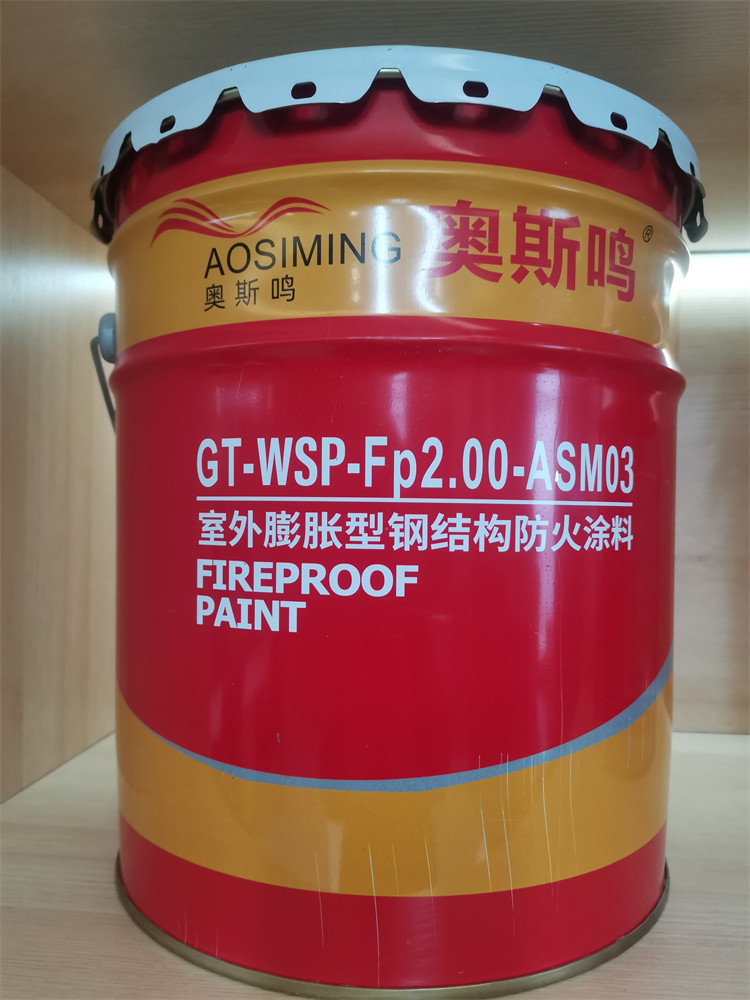 AOSIMING
奥斯鸣
奥斯鸣®
GT-WSP-Fp2.00-ASM03
室外膨胀型钢结构防火涂料
FIREPROOF
PAINT